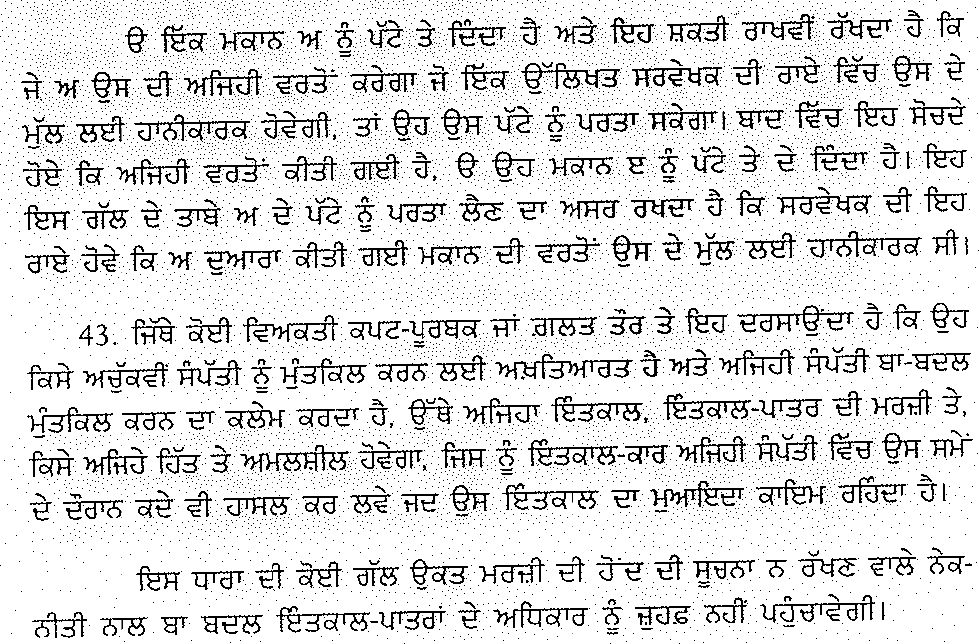 ੳ ਇੱਕ ਮਕਾਨ ਅ ਨੂੰ ਪੱਟੇ ਤੇ ਦਿੰਦਾ ਹੈ ਅਤੇ ਇਹ ਸ਼ਕਤੀ ਰਾਖਵੀਂ ਰੱਖਦਾ ਹੈ ਕਿ
ਜੇ ਅ ਉਸ ਦੀ ਅਜਿਹੀ ਵਰਤੋਂ ਕਰੇਗਾ ਜੋ ਇੱਕ ਉੱਲਿਖਤ ਸਰਵੇਖਕ ਦੀ ਰਾਏ ਵਿੱਚ ਉਸ ਦੇ
ਮੁੱਲ ਲਈ ਹਾਨੀਕਾਰਕ ਹੋਵੇਗੀ, ਤਾਂ ਉਹ ਉਸ ਪੱਟੇ ਨੂੰ ਪਰਤਾ ਸਕੇਗਾ। ਬਾਦ ਵਿੱਚ ਇਹ ਸੋਚਦੇ
ਹੋਏ ਕਿ ਅਜਿਹੀ ਵਰਤੋਂ ਕੀਤੀ ਗਈ ਹੈ, ੳ ਉਹ ਮਕਾਨ ੲ ਨੂੰ ਪੱਟੇ ਤੇ ਦੇ ਦਿੰਦਾ ਹੈ। ਇਹ
ਇਸ ਗੱਲ ਦੇ ਤਾਬੇ ਅ ਦੇ ਪੱਟੇ ਨੂੰ ਪਰਤਾ ਲੈਣ ਦਾ ਅਸਰ ਰਖਦਾ ਹੈ ਕਿ ਸਰਵੇਖਕ ਦੀ ਇਹ
ਰਾਏ ਹੋਵੇ ਕਿ ਅ ਦੁਆਰਾ ਕੀਤੀ ਗਈ ਮਕਾਨ ਦੀ ਵਰਤੋਂ ਉਸ ਦੇ ਮੁੱਲ ਲਈ ਹਾਨੀਕਾਰਕ ਸੀ।
43. ਜਿੱਥੇ ਕੋਈ ਵਿਅਕਤੀ ਕਪਟ-ਪੂਰਬਕ ਜਾਂ ਗ਼ਲਤ ਤੌਰ ਤੇ ਇਹ ਦਰਸਾਉਂਦਾ ਹੈ ਕਿ ਉਹ
ਕਿਸੇ ਅਚੁੱਕਵੀਂ ਸੰਪੱਤੀ ਨੂੰ ਮੁੰਤਕਿਲ ਕਰਨ ਲਈ ਅਖ਼ਤਿਆਰਤ ਹੈ ਅਤੇ ਅਜਿਹੀ ਸੰਪੱਤੀ ਬਾ-ਬਦਲ
ਮੁੰਤਕਿਲ ਕਰਨ ਦਾ ਕਲੇਮ ਕਰਦਾ ਹੈ, ਉੱਥੇ ਅਜਿਹਾ ਇੰਤਕਾਲ, ਇੰਤਕਾਲ-ਪਾਤਰ ਦੀ ਮਰਜ਼ੀ ਤੇ,
ਕਿਸੇ ਅਜਿਹੇ ਹਿੱਤ ਤੇ ਅਮਲਸ਼ੀਲ ਹੋਵੇਗਾ, ਜਿਸ ਨੂੰ ਇੰਤਕਾਲ-ਕਾਰ ਅਜਿਹੀ ਸੰਪੱਤੀ ਵਿੱਚ ਉਸ ਸਮੇਂ
ਦੇ ਦੌਰਾਨ ਕਦੇ ਵੀ ਹਾਸਲ ਕਰ ਲਵੇ ਜਦ ਉਸ ਇੰਤਕਾਲ ਦਾ ਮੁਆਇਦਾ ਕਾਇਮ ਰਹਿੰਦਾ ਹੈ।
ਇਸ ਧਾਰਾ ਦੀ ਕੋਈ ਗੱਲ ਉਕਤ ਮਰਜ਼ੀ ਦੀ ਹੋਂਦ ਦੀ ਸੂਚਨਾ ਨ ਰੱਖਣ ਵਾਲੇ ਨੇਕ-
ਨੀਤੀ ਨਾਲ ਬਾ ਬਦਲ ਇੰਤਕਾਲ-ਪਾਤਰਾਂ ਦੇ ਅਧਿਕਾਰ ਨੂੰ ਜ਼ੁਹਫ਼ ਨਹੀਂ ਪਹੁੰਚਾਵੇਗੀ।